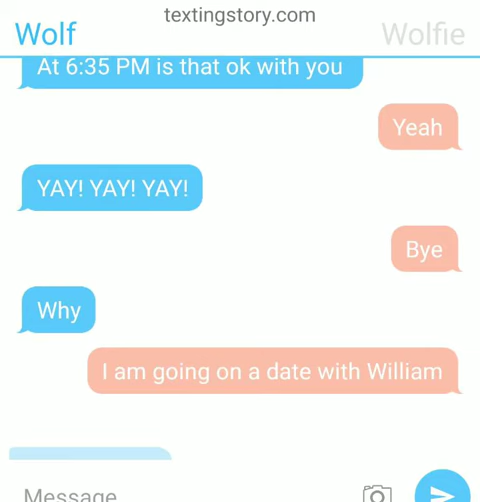 textingstory.com
Wolf
Wolfie
At 6:35 PM is that ok with you
Yeah
YAY! YAY! YAY!
Bye
Why
I am going on a date with William
Message